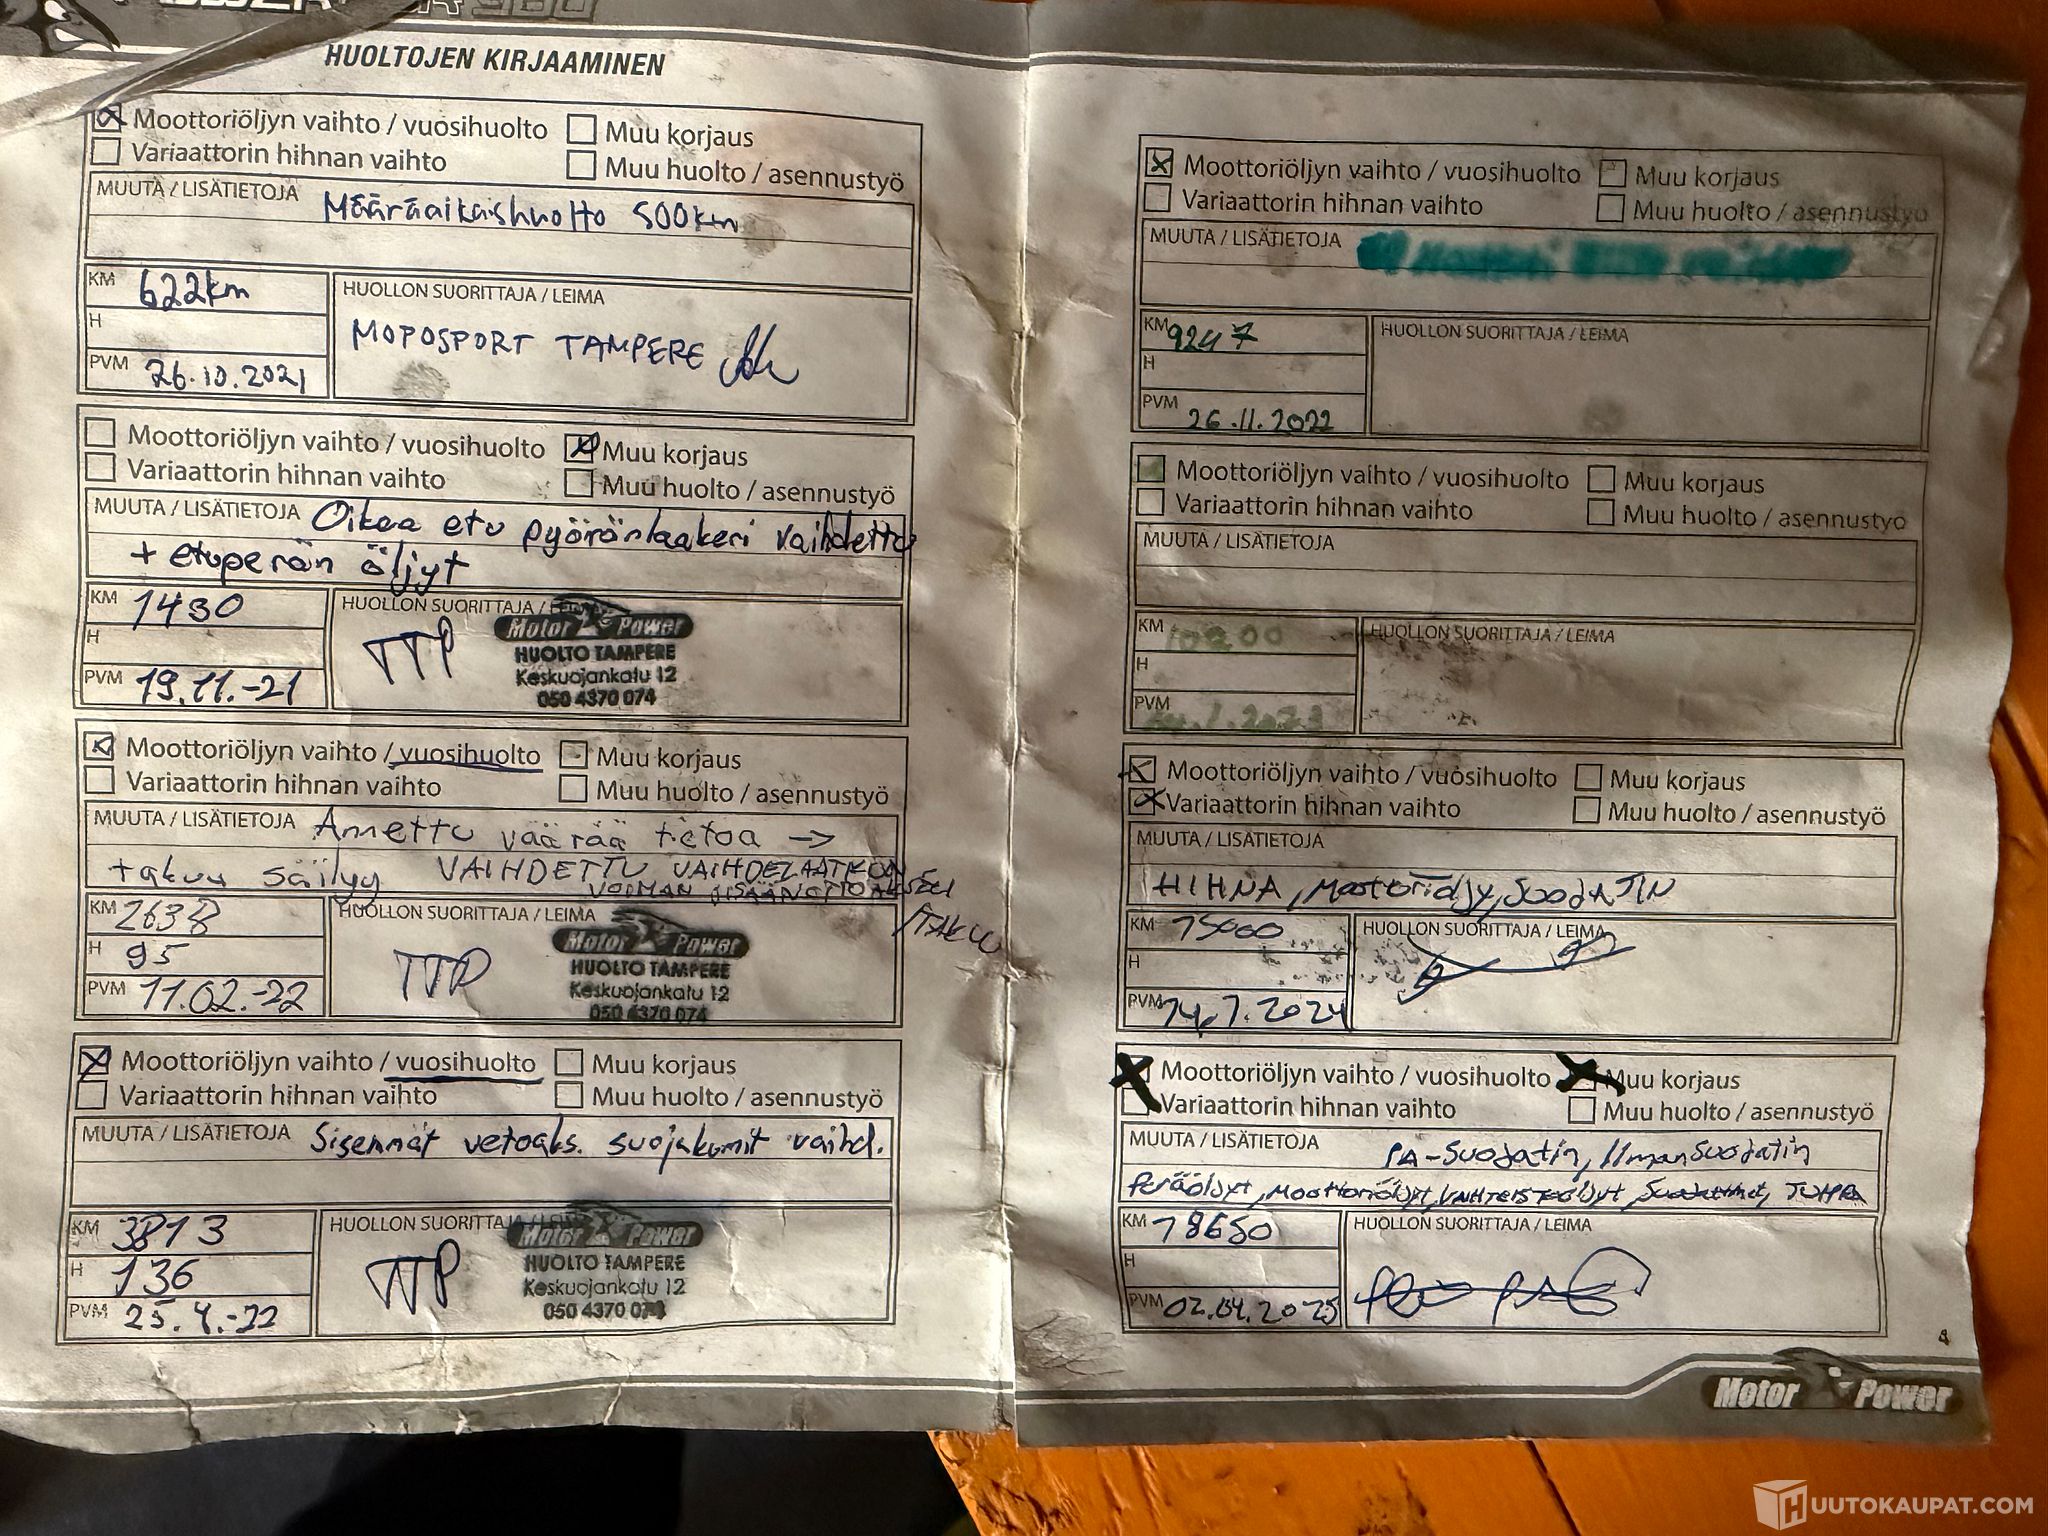 HUOLTOJEN KIRJAAMINEN
Moottoriöljyn vaihto / vuosihuolto Muu korjaus
Variaattorin hihnan vaihto Muu huolto / asennustyö
MUUTA / LISÄTIETOJA Määräaikaishuolto 500km
KM 622km
HUOLLON SUORITTAJA / LEIMA
H
MOPOSPORT TAMPERE
PVM 26.10.2021
Moottoriöljyn vaihto / vuosihuolto Muu korjaus
Variaattorin hihnan vaihto Muu huolto / asennustyö
MUUTA / LISÄTIETOJA Oikea etu pyöränlaakeri vaihdettu
+ etuperän öljyt
KM 1430
HUOLLON SUORITTAJA /
Motor Power
H
TTP
HUOLTO TAMPERE
Keskuojankatu 12
PVM 19.11.-21
050 4370 074
Moottoriöljyn vaihto / vuosihuolto Muu korjaus
Variaattorin hihnan vaihto Muu huolto / asennustyö
MUUTA / LISÄTIETOJA Annettu väärää tietoa →
+ takuu säilyy VAIHDETTU VAIHDELAATIKON
VOIMAN
/TAKUU
KM 2638
HUOLLON SUORITTAJA / LEIMA
Motor Power
H 95
TTP
HUOLTO TAMPERE
Keskuojankatu 12
PVM 11.02.-22
050 4370 074
Moottoriöljyn vaihto / vuosihuolto Muu korjaus
Variaattorin hihnan vaihto Muu huolto / asennustyö
MUUTA / LISÄTIETOJA Sisemmät vetoaks. suojakumit vaihd.
KM 3813
HUOLLON SUORITTAJA / LEIMA
Motor Power
H 136
TTP
HUOLTO TAMPERE
Keskuojankatu 12
PVM 25.4.-22
050 4370 074
Moottoriöljyn vaihto / vuosihuolto Muu korjaus
Variaattorin hihnan vaihto Muu huolto / asennustyö
MUUTA / LISÄTIETOJA
KM 9247
HUOLLON SUORITTAJA / LEIMA
H
PVM 26.11.2022
Moottoriöljyn vaihto / vuosihuolto Muu korjaus
Variaattorin hihnan vaihto Muu huolto / asennustyö
MUUTA / LISÄTIETOJA
KM
HUOLLON SUORITTAJA / LEIMA
H
PVM
Moottoriöljyn vaihto / vuosihuolto Muu korjaus
Variaattorin hihnan vaihto Muu huolto / asennustyö
MUUTA / LISÄTIETOJA
HIHNA, Moottoriöljy, Suodatin
KM 15000
HUOLLON SUORITTAJA / LEIMA
H
PVM 14.7.2024
Moottoriöljyn vaihto / vuosihuolto Muu korjaus
Variaattorin hihnan vaihto Muu huolto / asennustyö
MUUTA / LISÄTIETOJA PA-Suodatin, Ilmansuodatin
Peräöljyt, Moottoriöljyt, Vaihteistoöljyt,
KM 18650
HUOLLON SUORITTAJA / LEIMA
H
PVM 02.04.2025
Motor Power
HUUTOKAUPAT.COM